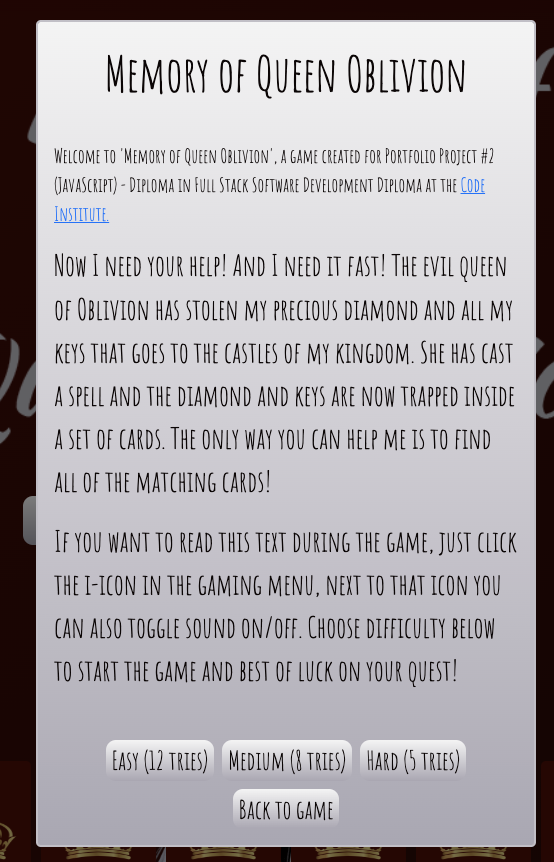 Memory of Queen Oblivion
Welcome to 'Memory of Queen Oblivion', a game created for Portfolio Project #2
(JavaScript) - Diploma in Full Stack Software Development Diploma at the Code
Institute.
Now I need your help! And I need it fast! The evil queen
of Oblivion has stolen my precious diamond and all my
keys that goes to the castles of my kingdom. She has cast
a spell and the diamond and keys are now trapped inside
a set of cards. The only way you can help me is to find
all of the matching cards!
If you want to read this text during the game, just click
the i-icon in the gaming menu, next to that icon you
can also toggle sound on/off. Choose difficulty below
to start the game and best of luck on your quest!
Easy (12 tries) Medium (8 tries) Hard (5 tries)
Back to game